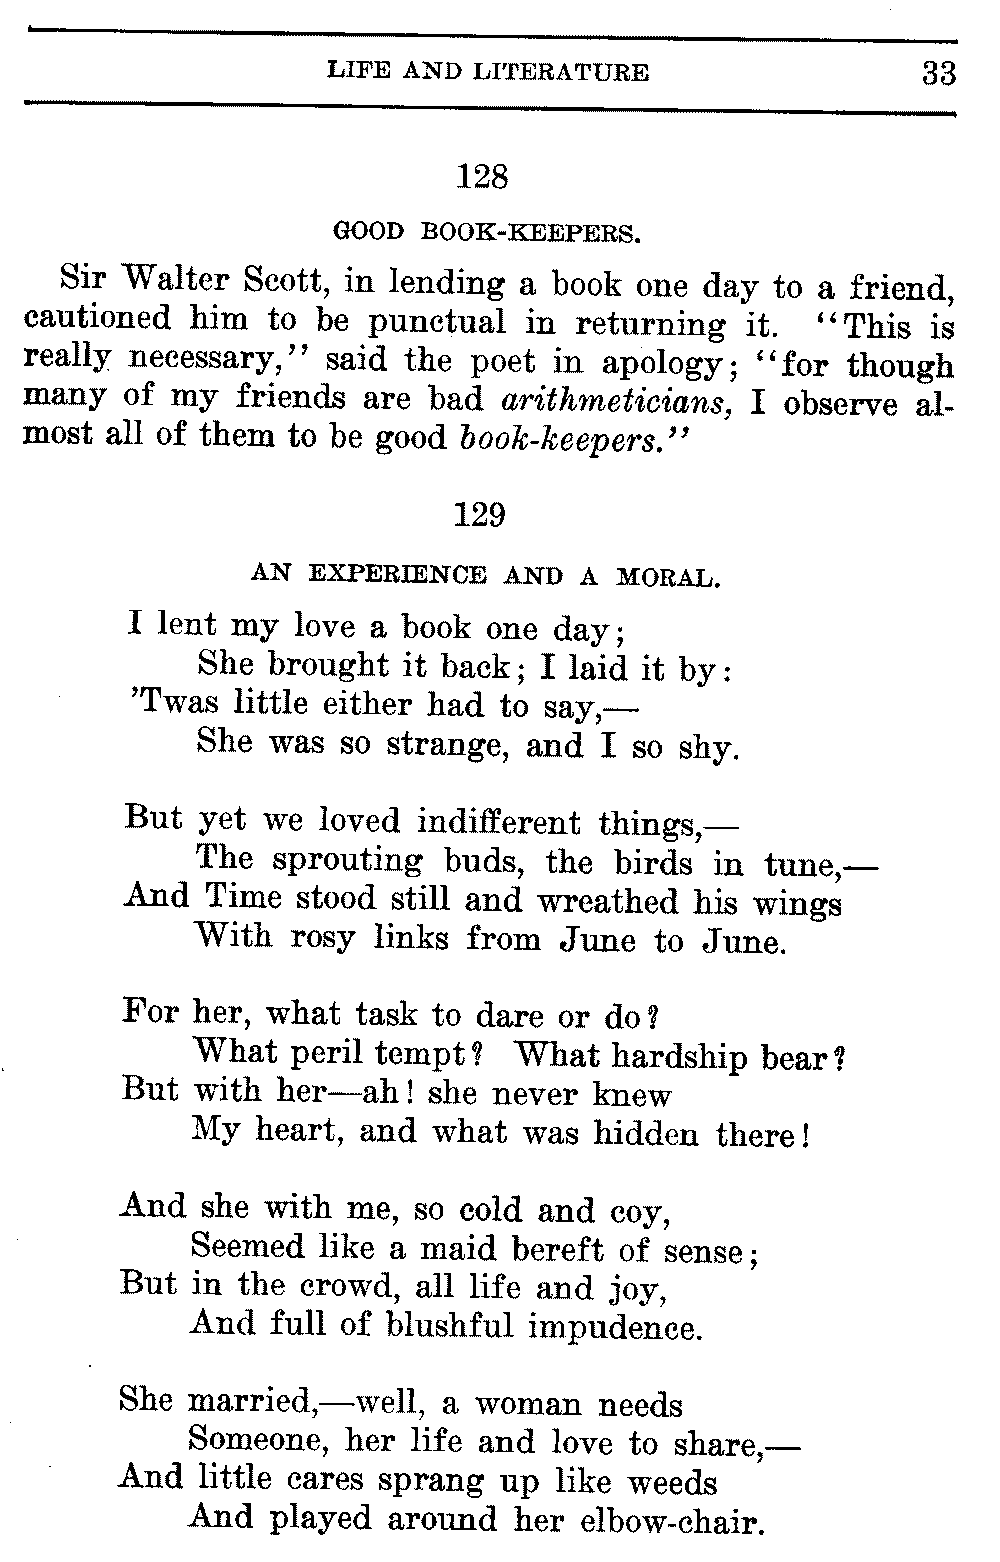 LIFE AND LITERATURE 33
128
GOOD BOOK-KEEPERS.
Sir Walter Scott, in lending a book one day to a friend,
cautioned him to be punctual in returning it. "This is
really necessary," said the poet in apology; "for though
many of my friends are bad arithmeticians, I observe al-
most all of them to be good book-keepers."
129
AN EXPERIENCE AND A MORAL.
I lent my love a book one day;
She brought it back; I laid it by:
'Twas little either had to say,—
She was so strange, and I so shy.
But yet we loved indifferent things,—
The sprouting buds, the birds in tune,—
And Time stood still and wreathed his wings
With rosy links from June to June.
For her, what task to dare or do?
What peril tempt? What hardship bear?
But with her—ah! she never knew
My heart, and what was hidden there!
And she with me, so cold and coy,
Seemed like a maid bereft of sense;
But in the crowd, all life and joy,
And full of blushful impudence.
She married,—well, a woman needs
Someone, her life and love to share,—
And little cares sprang up like weeds
And played around her elbow-chair.